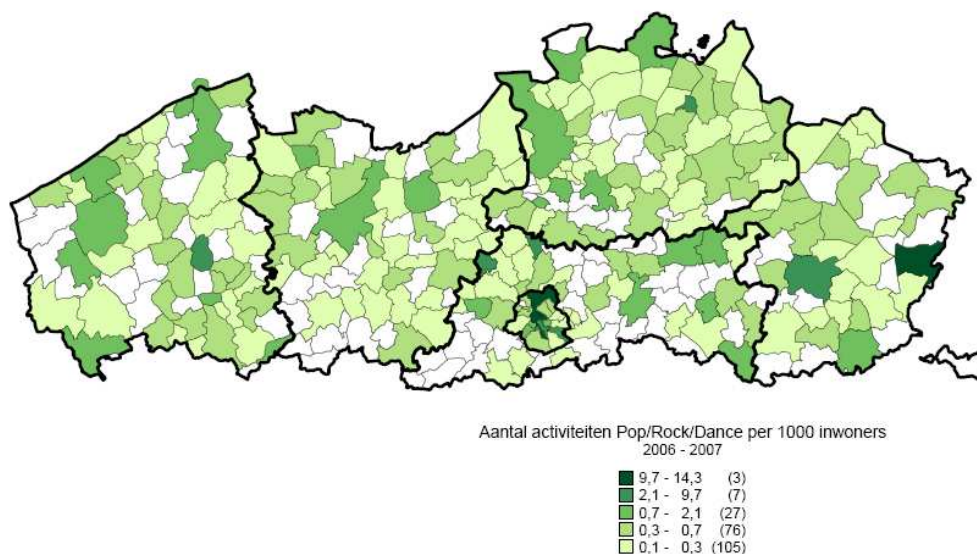 Aantal activiteiten Pop/Rock/Dance per 1000 inwoners
2006 - 2007
9,7 - 14,3 (3)
2,1 - 9,7 (7)
0,7 - 2,1 (27)
0,3 - 0,7 (76)
0,1 - 0,3 (105)